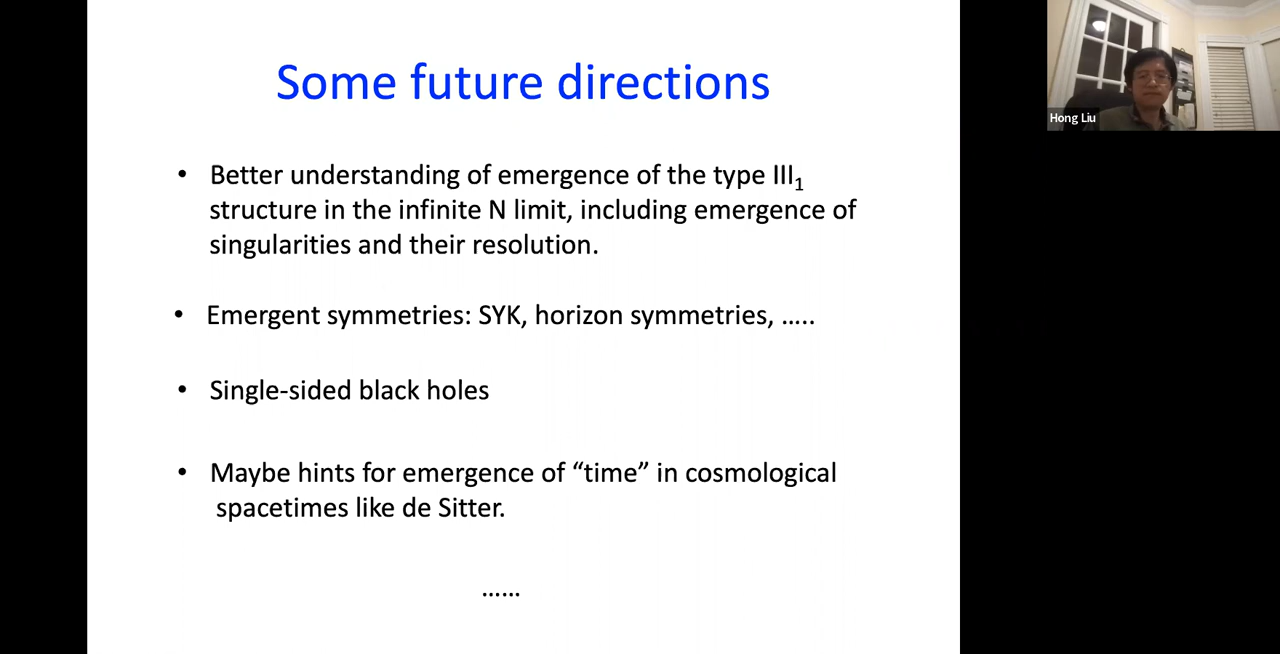 Some future directions
Hong Liu
• Better understanding of emergence of the type III₁
structure in the infinite N limit, including emergence of
singularities and their resolution.
• Emergent symmetries: SYK, horizon symmetries, …..
• Single-sided black holes
• Maybe hints for emergence of “time” in cosmological
spacetimes like de Sitter.
……